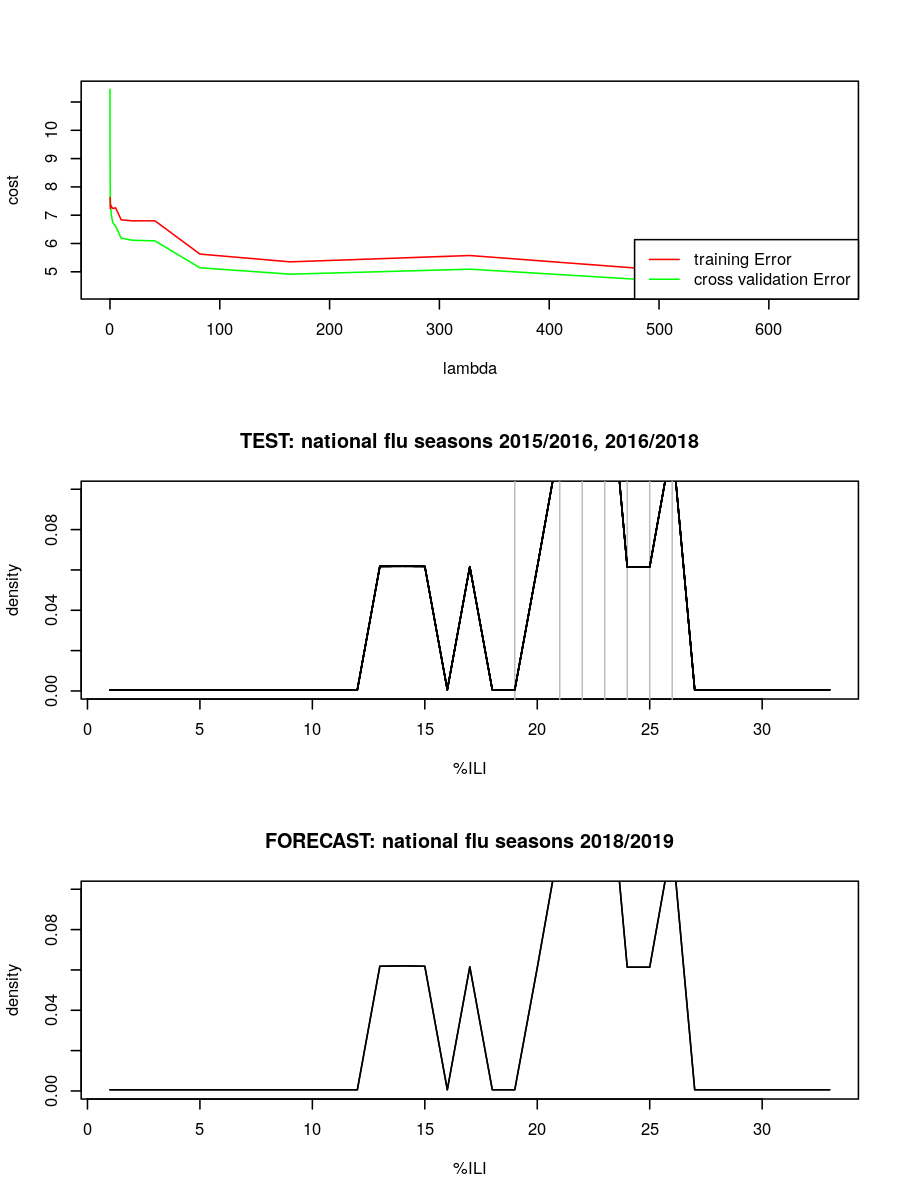 cost
10
9
8
7
6
5
training Error
cross validation Error
0 100 200 300 400 500 600
lambda
TEST: national flu seasons 2015/2016, 2016/2018
density
0.08
0.04
0.00
0 5 10 15 20 25 30
%ILI
FORECAST: national flu seasons 2018/2019
density
0.08
0.04
0.00
0 5 10 15 20 25 30
%ILI